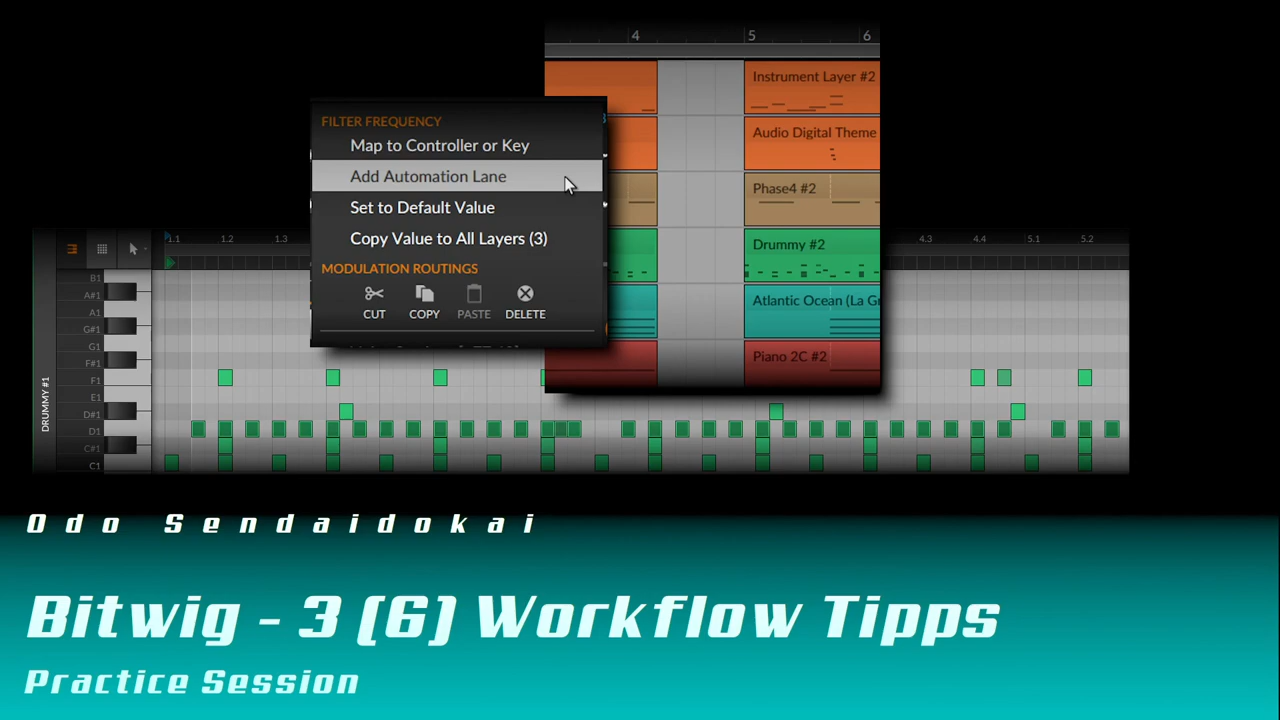 4 5 6
Instrument Layer #2
FILTER FREQUENCY
Audio Digital Theme
Map to Controller or Key
Add Automation Lane
Phase4 #2
Set to Default Value
Copy Value to All Layers (3)
Drummy #2
MODULATION ROUTINGS
CUT COPY PASTE DELETE
Atlantic Ocean (La Gr
Piano 2C #2
1.1 1.2 1.3 4.3 4.4 5.1 5.2
B1
A#1
A1
G#1
G1
F#1
F1
E1
D#1
D1
C#1
C1
DRUMMY #1
Odo Sendaidokai
Bitwig - 3 (6) Workflow Tipps
Practice Session